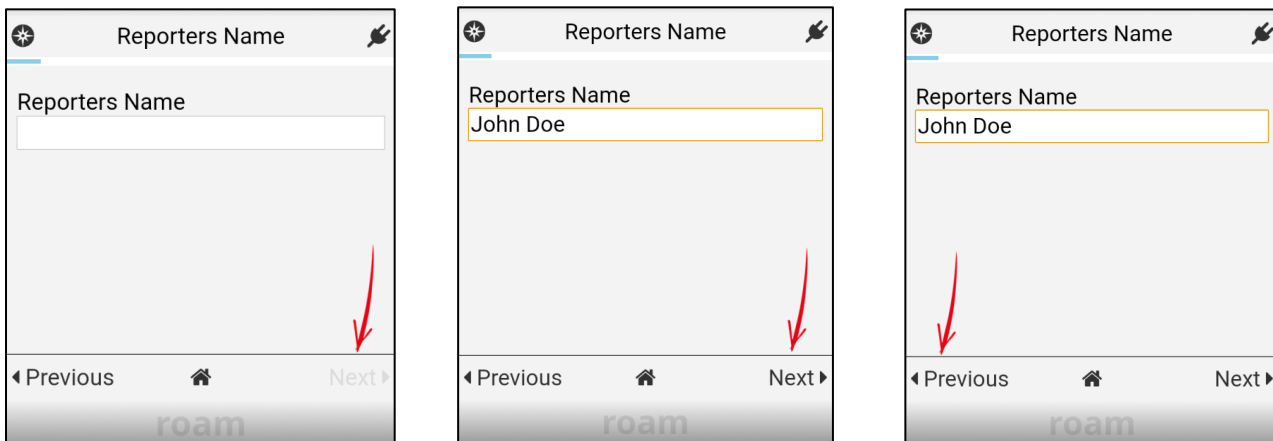 Reporters Name
Reporters Name
Previous
Next
roam
Reporters Name
Reporters Name
John Doe
Previous
Next
roam
Reporters Name
Reporters Name
John Doe
Previous
Next
roam